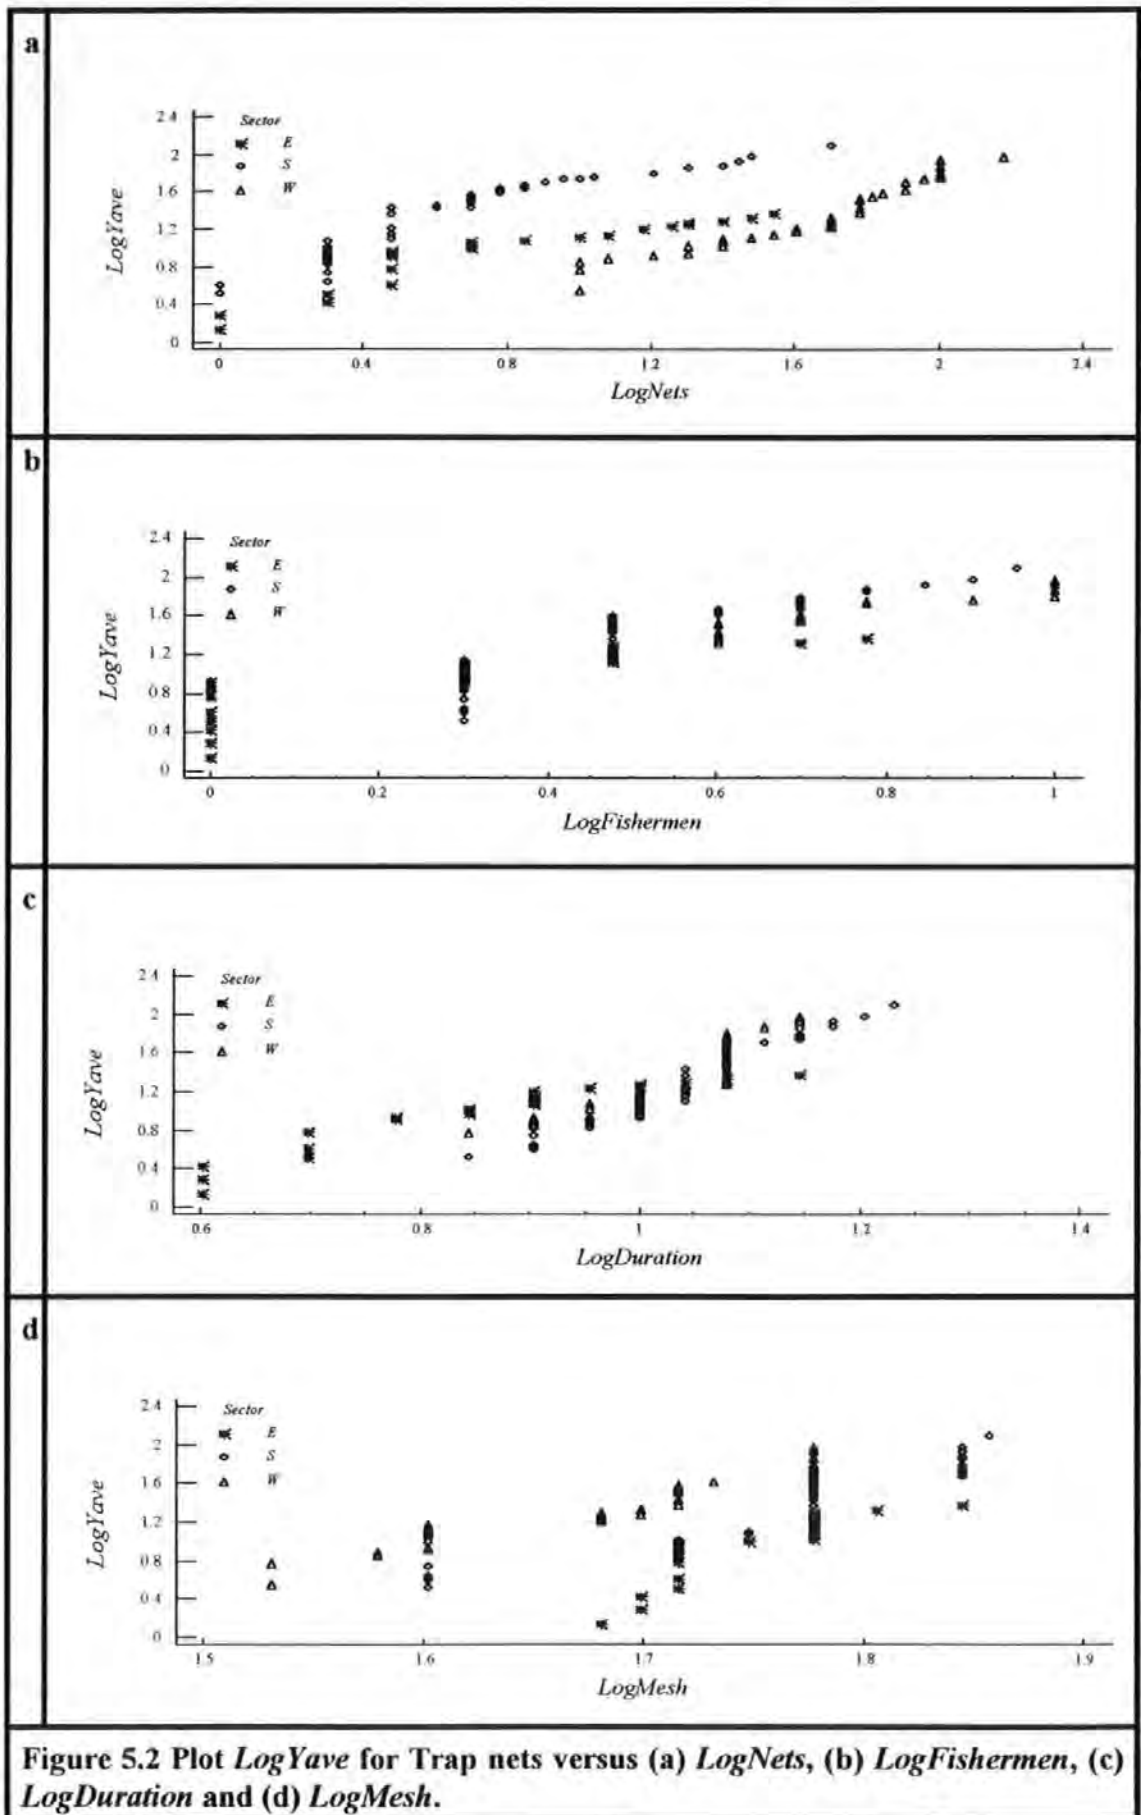 a
2.4
2
1.6
1.2
0.8
0.4
0
LogYave
Sector
E
S
W
0 0.4 0.8 1.2 1.6 2 2.4
LogNets
b
2.4
2
1.6
1.2
0.8
0.4
0
LogYave
Sector
E
S
W
0 0.2 0.4 0.6 0.8 1
LogFishermen
c
2.4
2
1.6
1.2
0.8
0.4
0
LogYave
Sector
E
S
W
0.6 0.8 1 1.2 1.4
LogDuration
d
2.4
2
1.6
1.2
0.8
0.4
0
LogYave
Sector
E
S
W
1.5 1.6 1.7 1.8 1.9
LogMesh
Figure 5.2 Plot LogYave for Trap nets versus (a) LogNets, (b) LogFishermen, (c)
LogDuration and (d) LogMesh.